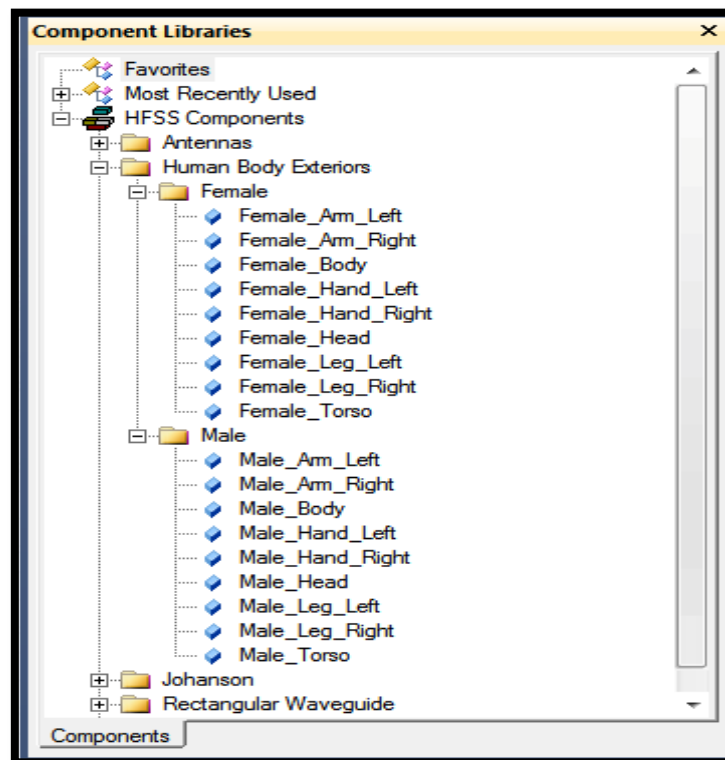 Component Libraries
Favorites
Most Recently Used
HFSS Components
Antennas
Human Body Exteriors
Female
Female_Arm_Left
Female_Arm_Right
Female_Body
Female_Hand_Left
Female_Hand_Right
Female_Head
Female_Leg_Left
Female_Leg_Right
Female_Torso
Male
Male_Arm_Left
Male_Arm_Right
Male_Body
Male_Hand_Left
Male_Hand_Right
Male_Head
Male_Leg_Left
Male_Leg_Right
Male_Torso
Johanson
Rectangular Waveguide
Components